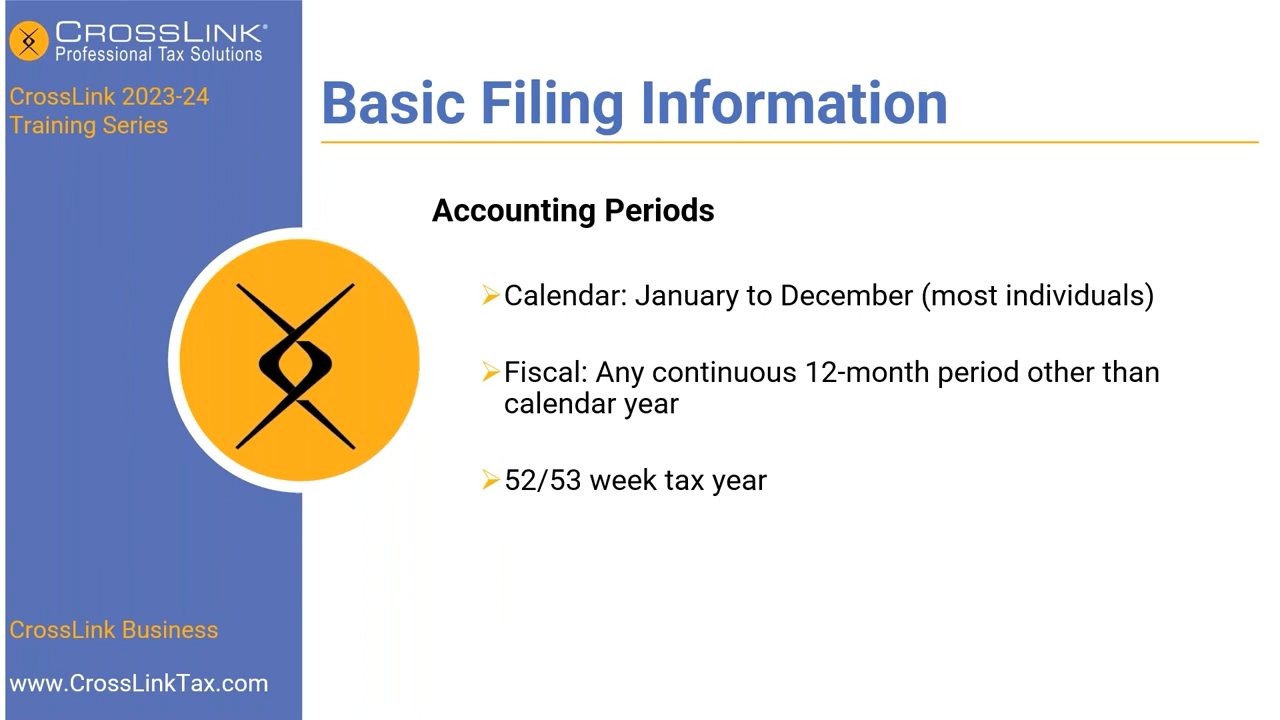 CROSSLINK®
Professional Tax Solutions
CrossLink 2023-24
Training Series
Basic Filing Information
Accounting Periods
Calendar: January to December (most individuals)
Fiscal: Any continuous 12-month period other than
calendar year
52/53 week tax year
CrossLink Business
www.CrossLinkTax.com